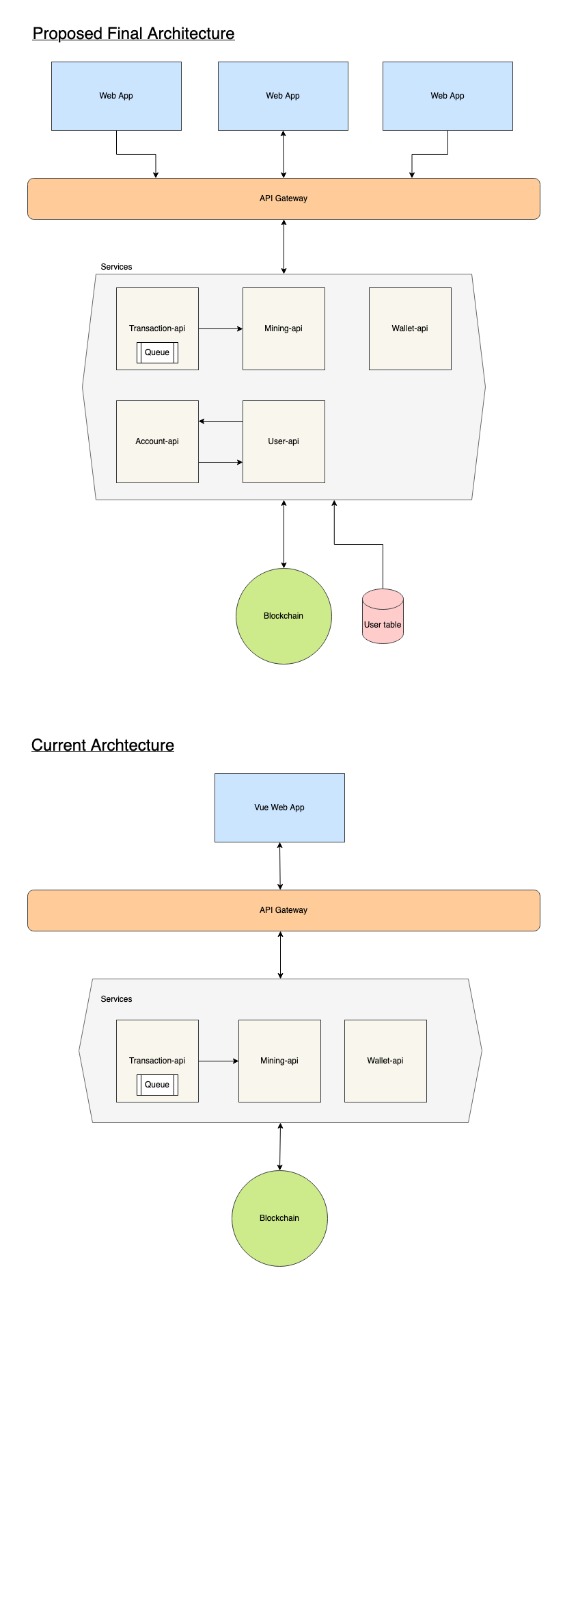 Proposed Final Architecture
Web App
Web App
Web App
API Gateway
Services
Transaction-api
Queue
Mining-api
Wallet-api
Account-api
User-api
Blockchain
User table
Current Archtecture
Vue Web App
API Gateway
Services
Transaction-api
Queue
Mining-api
Wallet-api
Blockchain